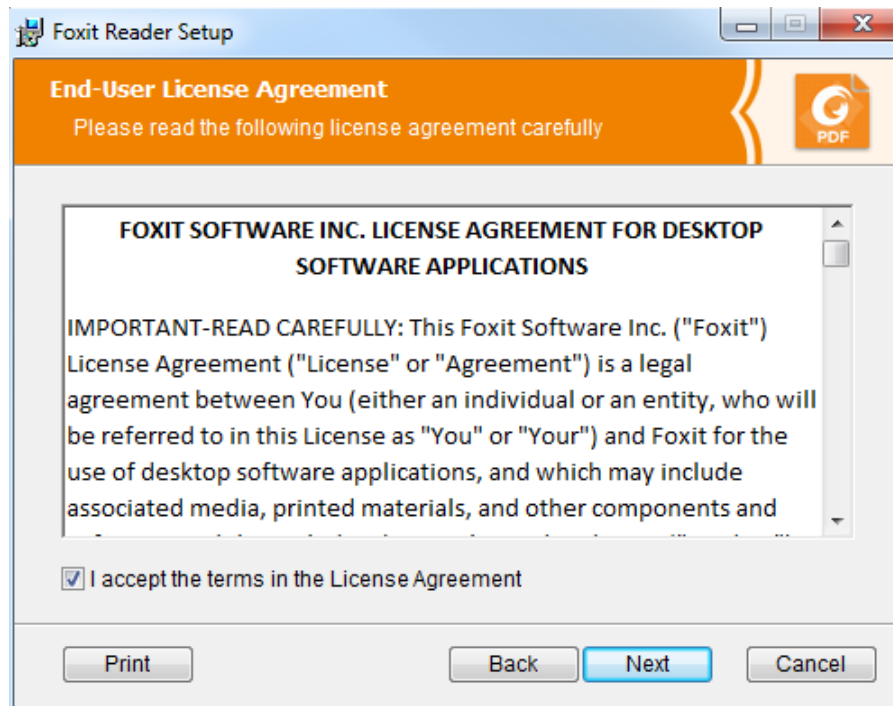 Foxit Reader Setup
End-User License Agreement
Please read the following license agreement carefully
PDF
FOXIT SOFTWARE INC. LICENSE AGREEMENT FOR DESKTOP
SOFTWARE APPLICATIONS
IMPORTANT-READ CAREFULLY: This Foxit Software Inc. ("Foxit")
License Agreement ("License" or "Agreement") is a legal
agreement between You (either an individual or an entity, who will
be referred to in this License as "You" or "Your") and Foxit for the
use of desktop software applications, and which may include
associated media, printed materials, and other components and
I accept the terms in the License Agreement
Print
Back
Next
Cancel